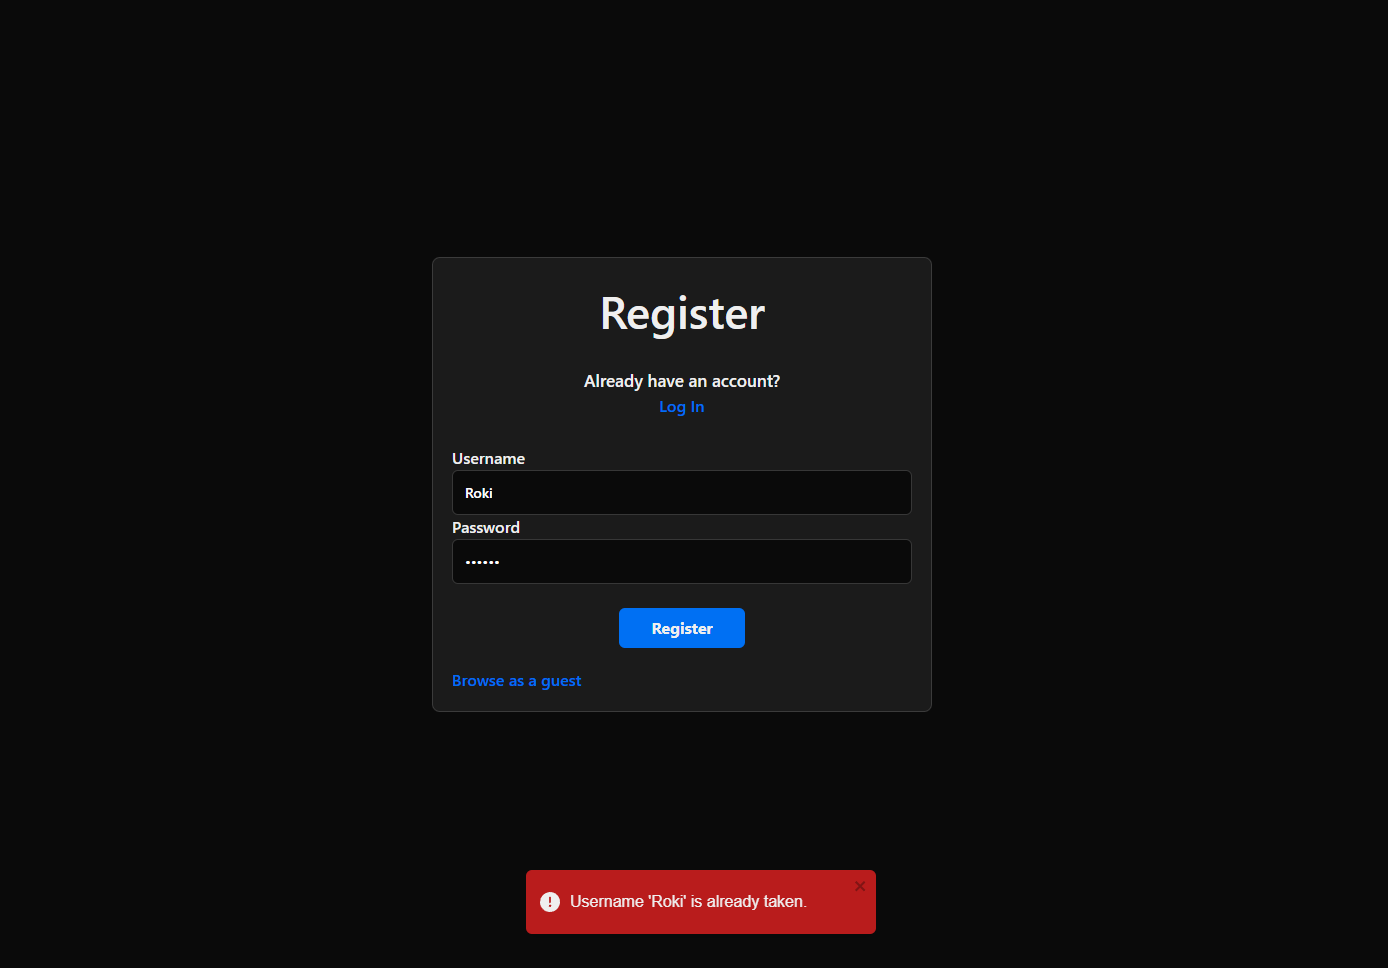 Register
Already have an account?
Log In
Username
Roki
Password
••••••
Register
Browse as a guest
Username 'Roki' is already taken.